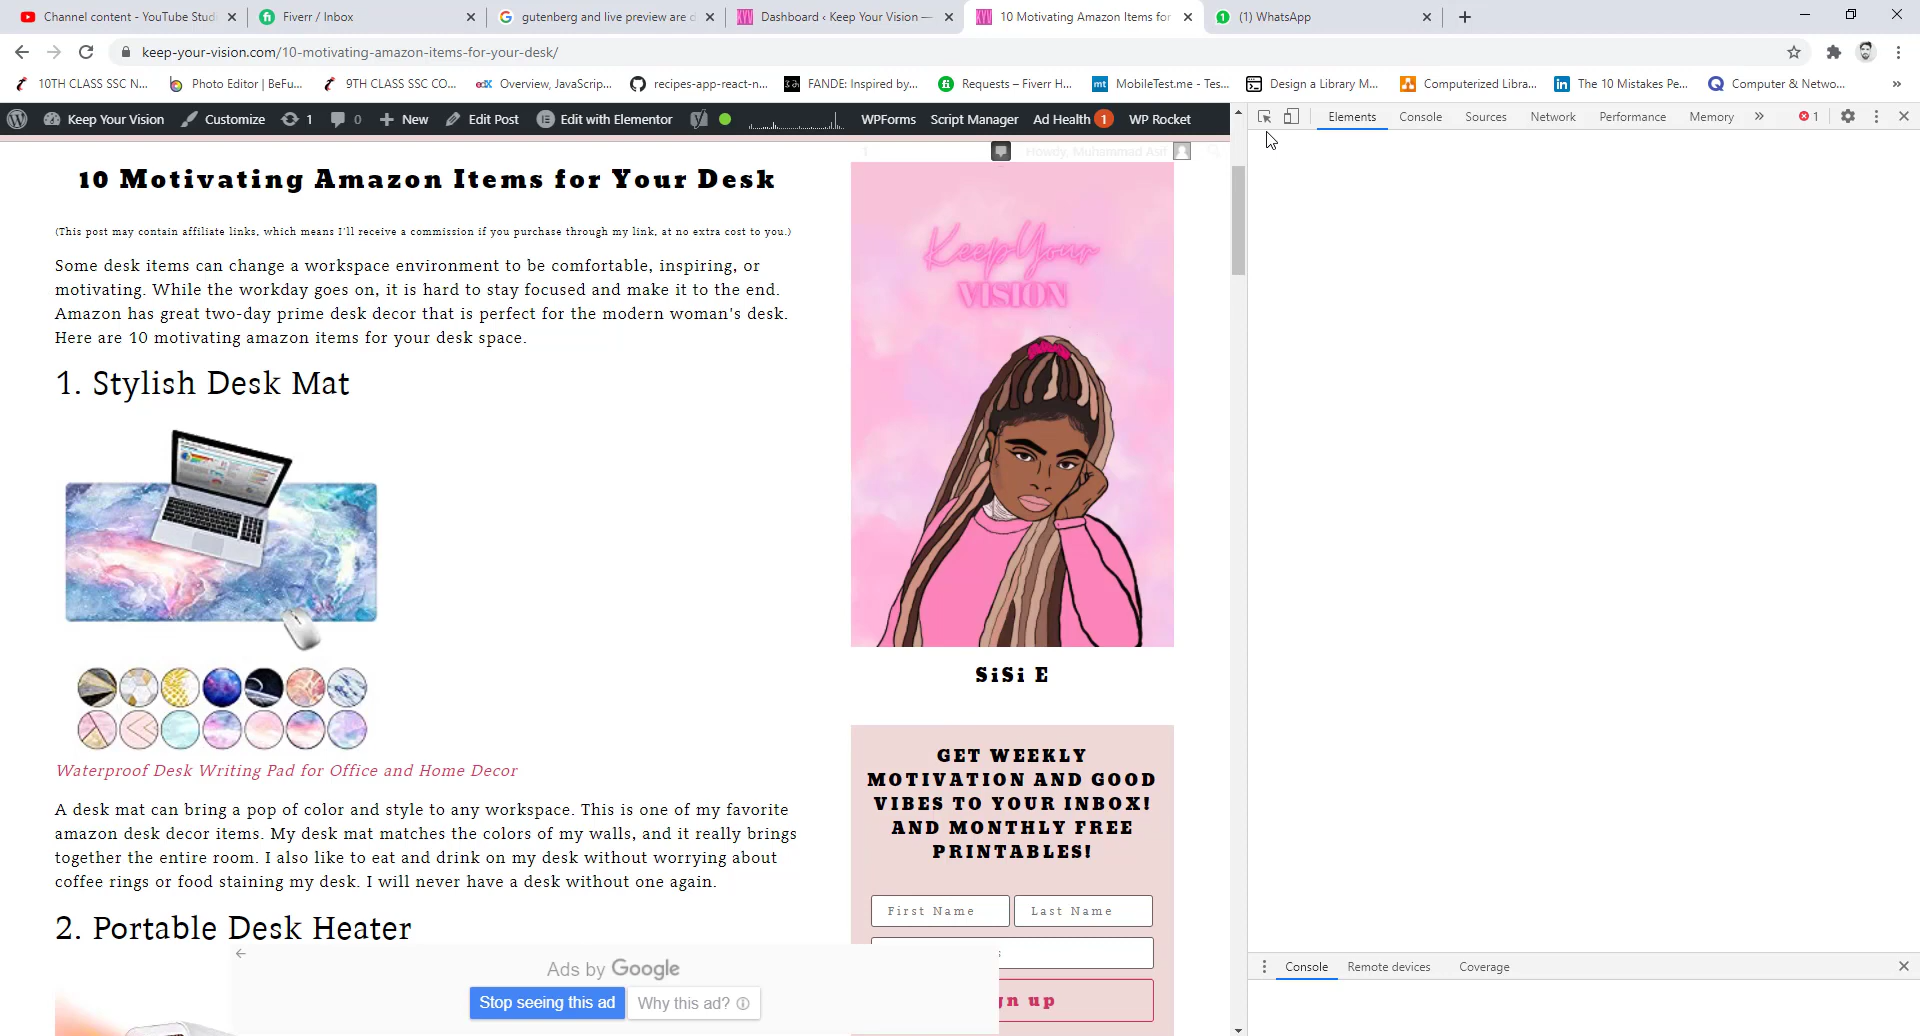 Channel content - YouTube Studi
Fiverr / Inbox
gutenberg and live preview are d
Dashboard ‹ Keep Your Vision —
10 Motivating Amazon Items for
(1) WhatsApp
keep-your-vision.com/10-motivating-amazon-items-for-your-desk/
10TH CLASS SSC N...
Photo Editor | BeFu...
9TH CLASS SSC CO...
Overview, JavaScrip...
recipes-app-react-n...
FANDE: Inspired by...
Requests – Fiverr H...
MobileTest.me - Tes...
Design a Library M...
Computerized Libra...
The 10 Mistakes Pe...
Computer & Netwo...
Keep Your Vision
Customize
1
0
New
Edit Post
Edit with Elementor
WPForms
Script Manager
Ad Health 1
WP Rocket
1
Howdy, Muhammad Asif
Elements
Console
Sources
Network
Performance
Memory
1
10 Motivating Amazon Items for Your Desk
(This post may contain affiliate links, which means I'll receive a commission if you purchase through my link, at no extra cost to you.)
Some desk items can change a workspace environment to be comfortable, inspiring, or
motivating. While the workday goes on, it is hard to stay focused and make it to the end.
Amazon has great two-day prime desk decor that is perfect for the modern woman's desk.
Here are 10 motivating amazon items for your desk space.
1. Stylish Desk Mat
Waterproof Desk Writing Pad for Office and Home Decor
A desk mat can bring a pop of color and style to any workspace. This is one of my favorite
amazon desk decor items. My desk mat matches the colors of my walls, and it really brings
together the entire room. I also like to eat and drink on my desk without worrying about
coffee rings or food staining my desk. I will never have a desk without one again.
2. Portable Desk Heater
Ads by Google
Stop seeing this ad
Why this ad?
Keep Your
VISION
SiSi E
GET WEEKLY
MOTIVATION AND GOOD
VIBES TO YOUR INBOX!
AND MONTHLY FREE
PRINTABLES!
First Name
Last Name
s
gn up
Console
Remote devices
Coverage